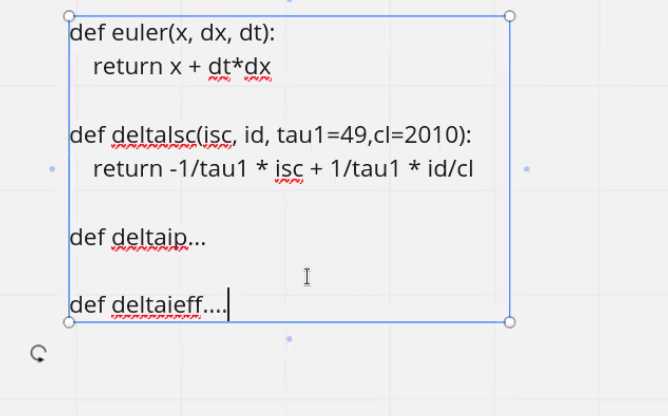 def euler(x, dx, dt):
return x + dt*dx
def deltaIsc(isc, id, tau1=49,cl=2010):
return -1/tau1 * isc + 1/tau1 * id/cl
def deltaip...
def deltaieff....